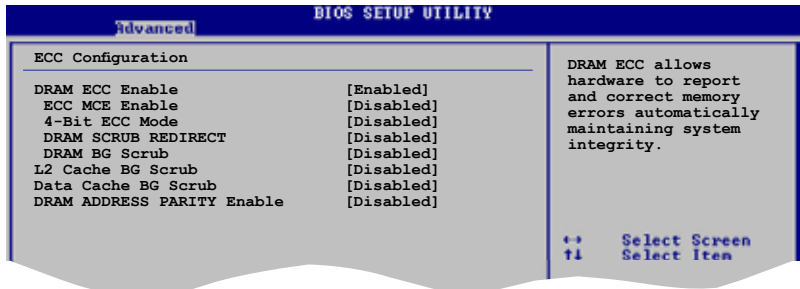 BIOS SETUP UTILITY
Advanced
ECC Configuration
DRAM ECC Enable [Enabled]
ECC MCE Enable [Disabled]
4-Bit ECC Mode [Disabled]
DRAM SCRUB REDIRECT [Disabled]
DRAM BG Scrub [Disabled]
L2 Cache BG Scrub [Disabled]
Data Cache BG Scrub [Disabled]
DRAM ADDRESS PARITY Enable [Disabled]
DRAM ECC allows
hardware to report
and correct memory
errors automatically
maintaining system
integrity.
↔ Select Screen
↑↓ Select Item